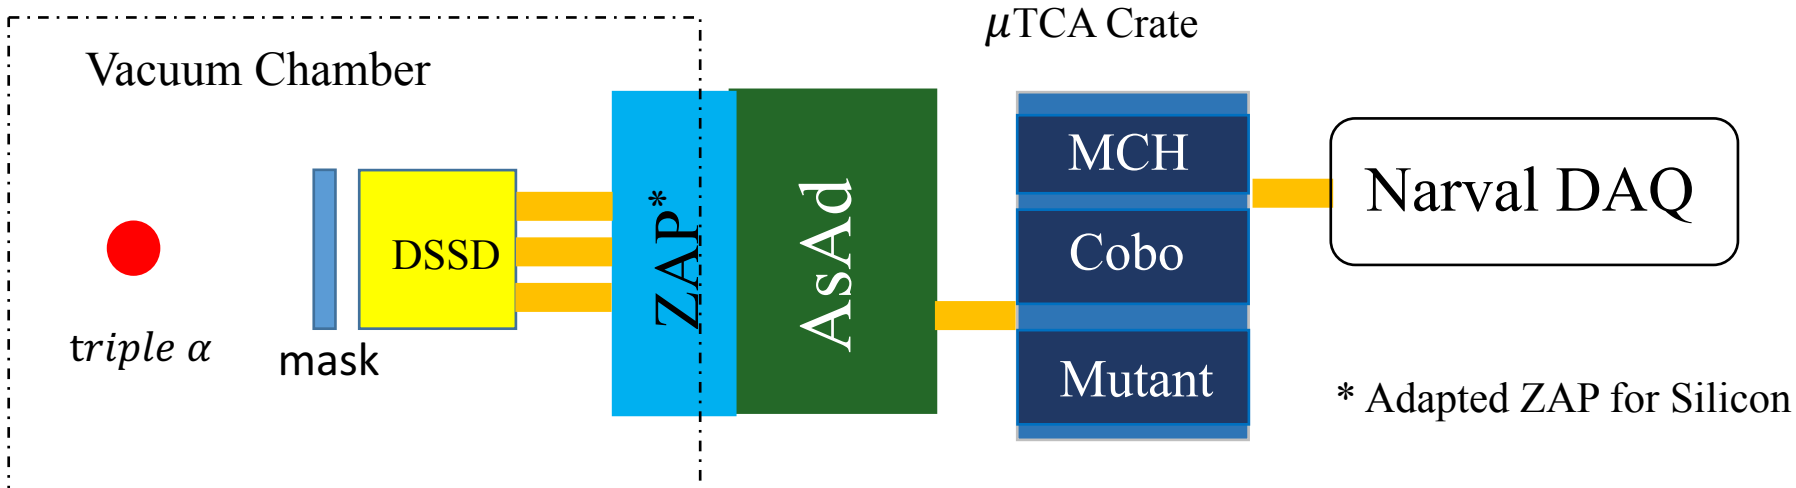 μTCA Crate
Vacuum Chamber
MCH
Narval DAQ
ZAP*
AsAd
DSSD
Cobo
triple α
mask
Mutant
* Adapted ZAP for Silicon